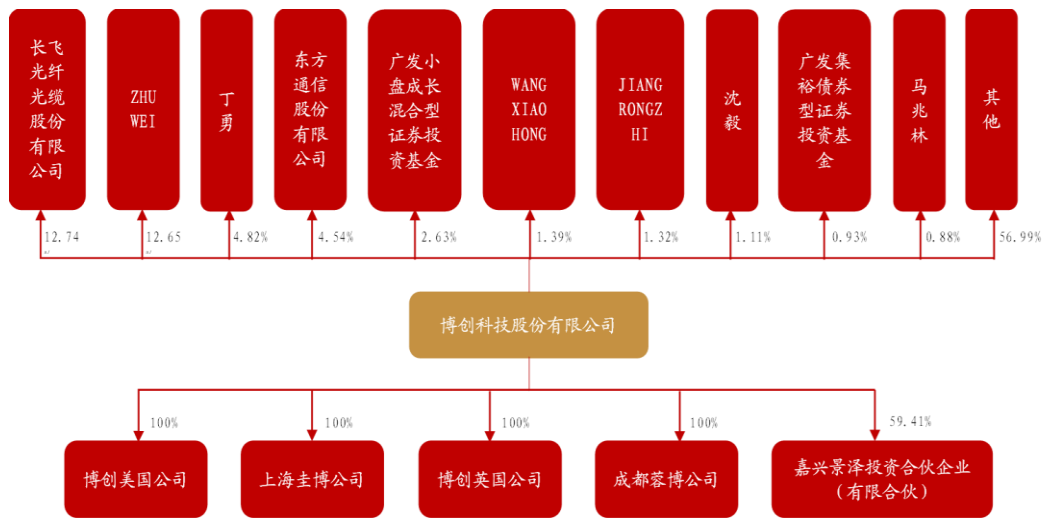 长飞
光纤
光缆
股份
有限
公司
ZHU
WEI
丁
勇
东方
通信
股份
有限
公司
广发小
盘成长
混合型
证券投
资基金
WANG
XIAO
HONG
JIANG
RONGZ
HI
沈
毅
广发集
裕债券
型证券
投资基
金
马
兆
林
其
他
12.74
12.65
4.82%
4.54%
2.63%
1.39%
1.32%
1.11%
0.93%
0.88%
56.99%
博创科技股份有限公司
100%
100%
100%
100%
59.41%
博创美国公司
上海圭博公司
博创英国公司
成都蓉博公司
嘉兴景泽投资合伙企业
（有限合伙）